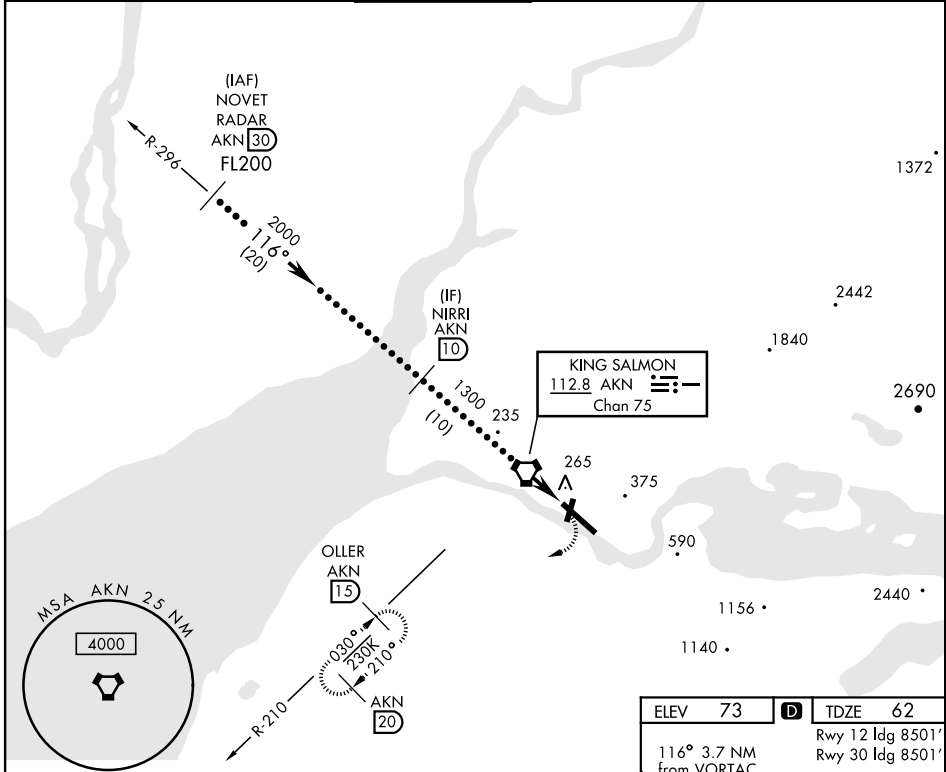 (IAF)
NOVET
RADAR
AKN 30
FL200
R-296
2000
116°
(20)
1372
(IF)
NIRRI
AKN
10
2442
1840
1300
(10)
235
KING SALMON
112.8 AKN
Chan 75
2690
265
375
590
OLLER
AKN
15
030°
230K
210°
AKN
20
R-210
1156
2440
1140
MSA AKN 25 NM
4000
ELEV 73 D TDZE 62
Rwy 12 ldg 8501'
Rwy 30 ldg 8501'
116° 3.7 NM
from VORTAC